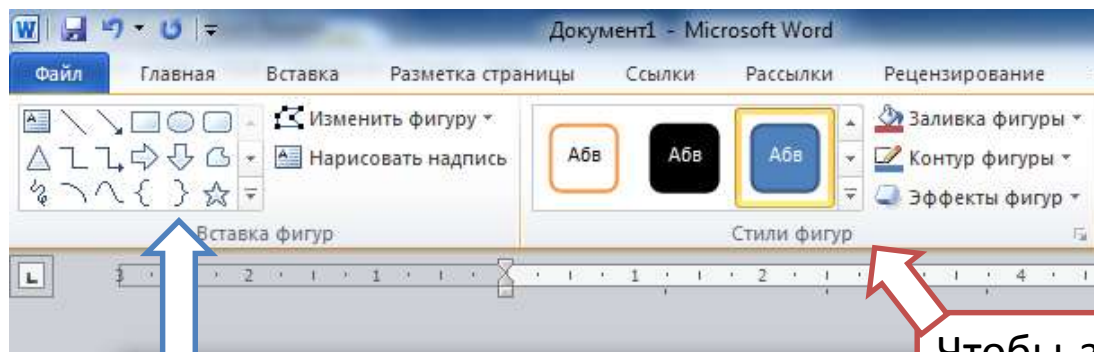 W
Документ1 - Microsoft Word
Файл Главная Вставка Разметка страницы Ссылки Рассылки Рецензирование
Изменить фигуру
Нарисовать надпись
Вставка фигур
Абв Абв Абв
Стили фигур
Заливка фигуры
Контур фигуры
Эффекты фигур
L 3 2 1 1 2 4
Чтобы